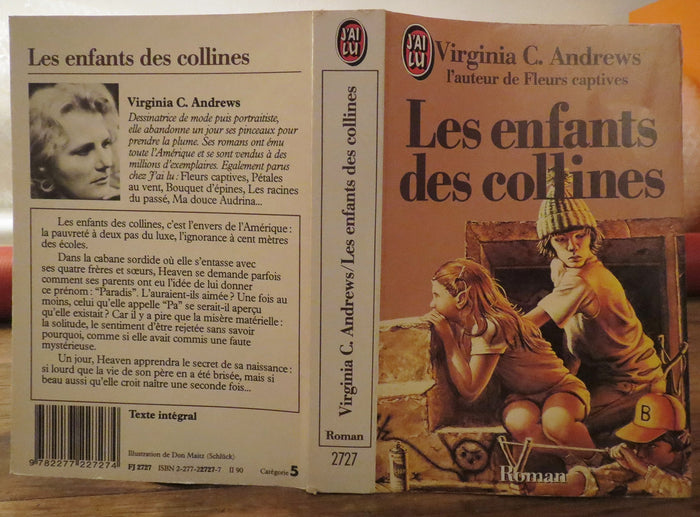 Les enfants des collines
Virginia C. Andrews
Dessinatrice de mode puis portraitiste,
elle abandonne un jour ses pinceaux pour
prendre la plume. Ses romans ont ému
toute l'Amérique et se sont vendus à des
millions d'exemplaires. Egalement parus
chez J'ai lu : Fleurs captives, Pétales
au vent, Bouquet d'épines, Les racines
du passé, Ma douce Audrina...
Les enfants des collines, c'est l'envers de l'Amérique :
la pauvreté à deux pas du luxe, l'ignorance à cent mètres
des écoles.
Dans la cabane sordide où elle s'entasse avec
ses quatre frères et sœurs, Heaven se demande parfois
comment ses parents ont eu l'idée de lui donner
ce prénom : "Paradis". L'auraient-ils aimée ? Une fois au
moins, celui qu'elle appelle "Pa" se serait-il aperçu
qu'elle existait ? Car il y a pire que la misère matérielle :
la solitude, le sentiment d'être rejetée sans savoir
pourquoi, comme si elle avait commis une faute
mystérieuse.
Un jour, Heaven apprendra le secret de sa naissance :
si lourd que la vie de son père en a été brisée, mais si
beau aussi qu'elle croit naître une seconde fois...
Texte intégral
9 782277 227274
Illustration de Don Maitz (Schlück)
FJ 2727 ISBN 2-277-22727-7 II 90 Catégorie 5
J'AI LU
Virginia C. Andrews/Les enfants des collines
Roman
2727
J'AI LU
Virginia C. Andrews
l'auteur de Fleurs captives
Les enfants
des collines
B
Roman